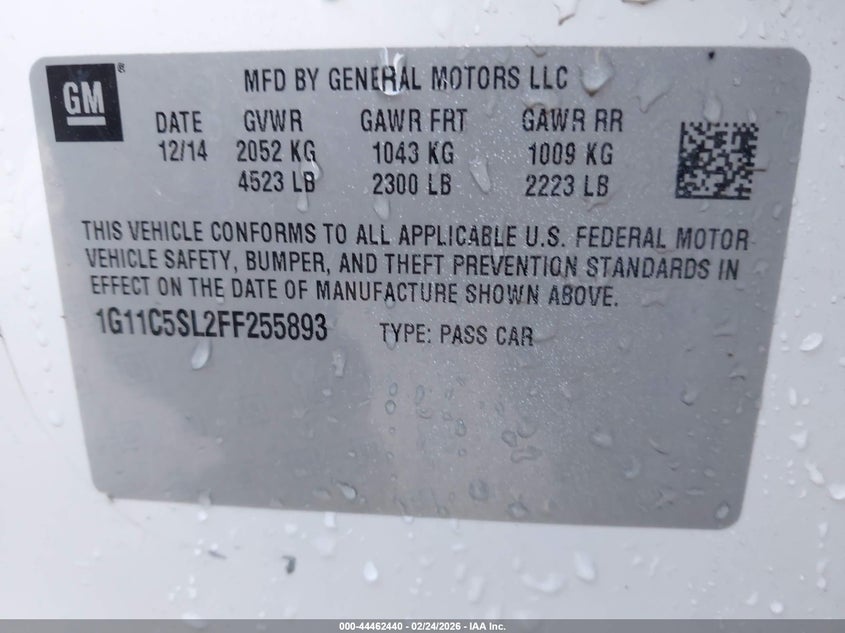 GM®
MFD BY GENERAL MOTORS LLC
DATE GVWR GAWR FRT GAWR RR
12/14 2052 KG 1043 KG 1009 KG
4523 LB 2300 LB 2223 LB
THIS VEHICLE CONFORMS TO ALL APPLICABLE U.S. FEDERAL MOTOR
VEHICLE SAFETY, BUMPER, AND THEFT PREVENTION STANDARDS IN
EFFECT ON THE DATE OF MANUFACTURE SHOWN ABOVE.
1G11C5SL2FF255893 TYPE: PASS CAR
000-44462440 - 02/24/2026 - IAA Inc.